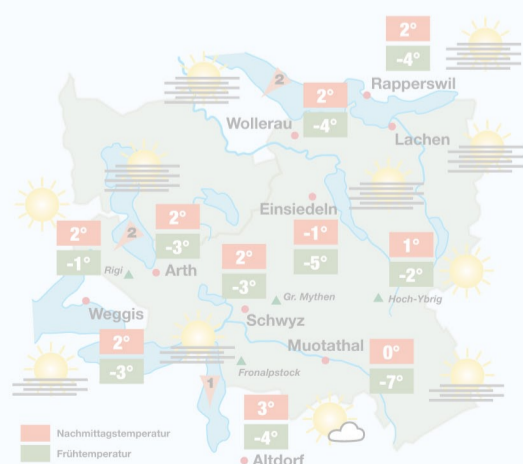 2°
-4°
Rapperswil
2
2°
-4°
Wollerau
Lachen
Einsiedeln
2°
-3°
2°
-1°
2
Rigi
Arth
2°
-3°
-1°
-5°
1°
-2°
Gr. Mythen
Hoch-Ybrig
Weggis
Schwyz
2°
-3°
Muotathal
0°
-7°
Fronalpstock
1
3°
-4°
Nachmittagstemperatur
Frühtemperatur
Altdorf